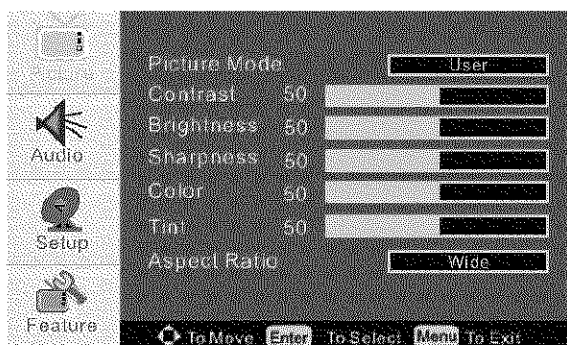 Picture Mode User
Contrast 50
Brightness 50
Sharpness 50
Color 50
Tint 50
Aspect Ratio Wide
Audio
Setup
Feature
To Move Enter To Select Menu To Exit